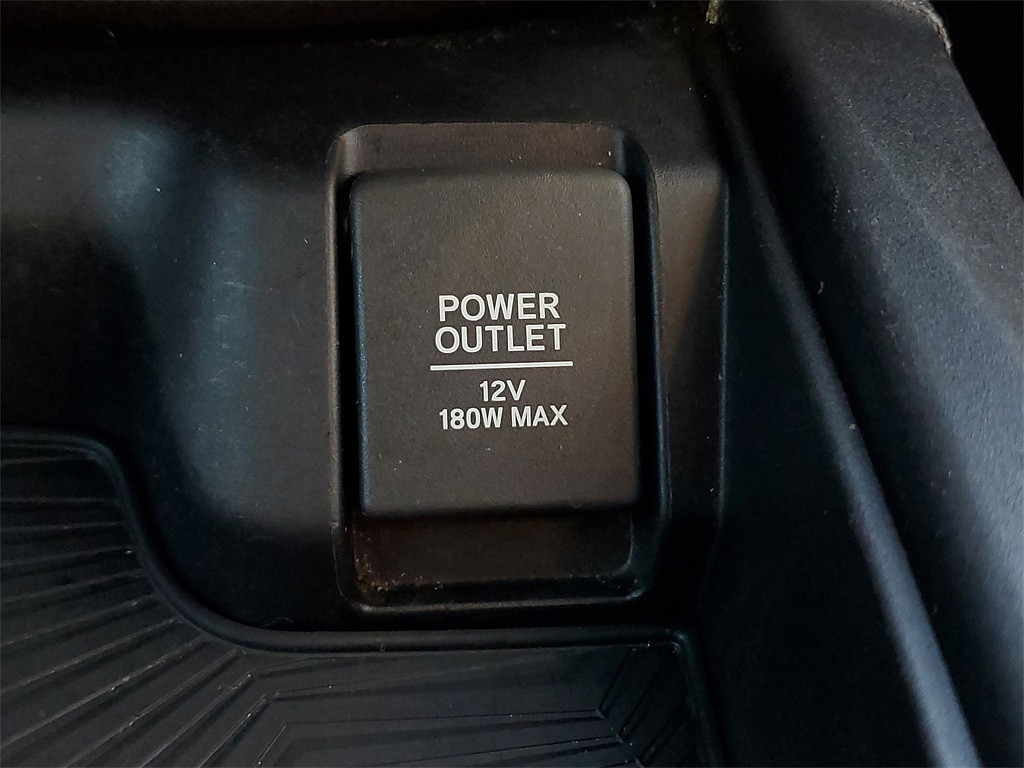 POWER
OUTLET
12V
180W MAX